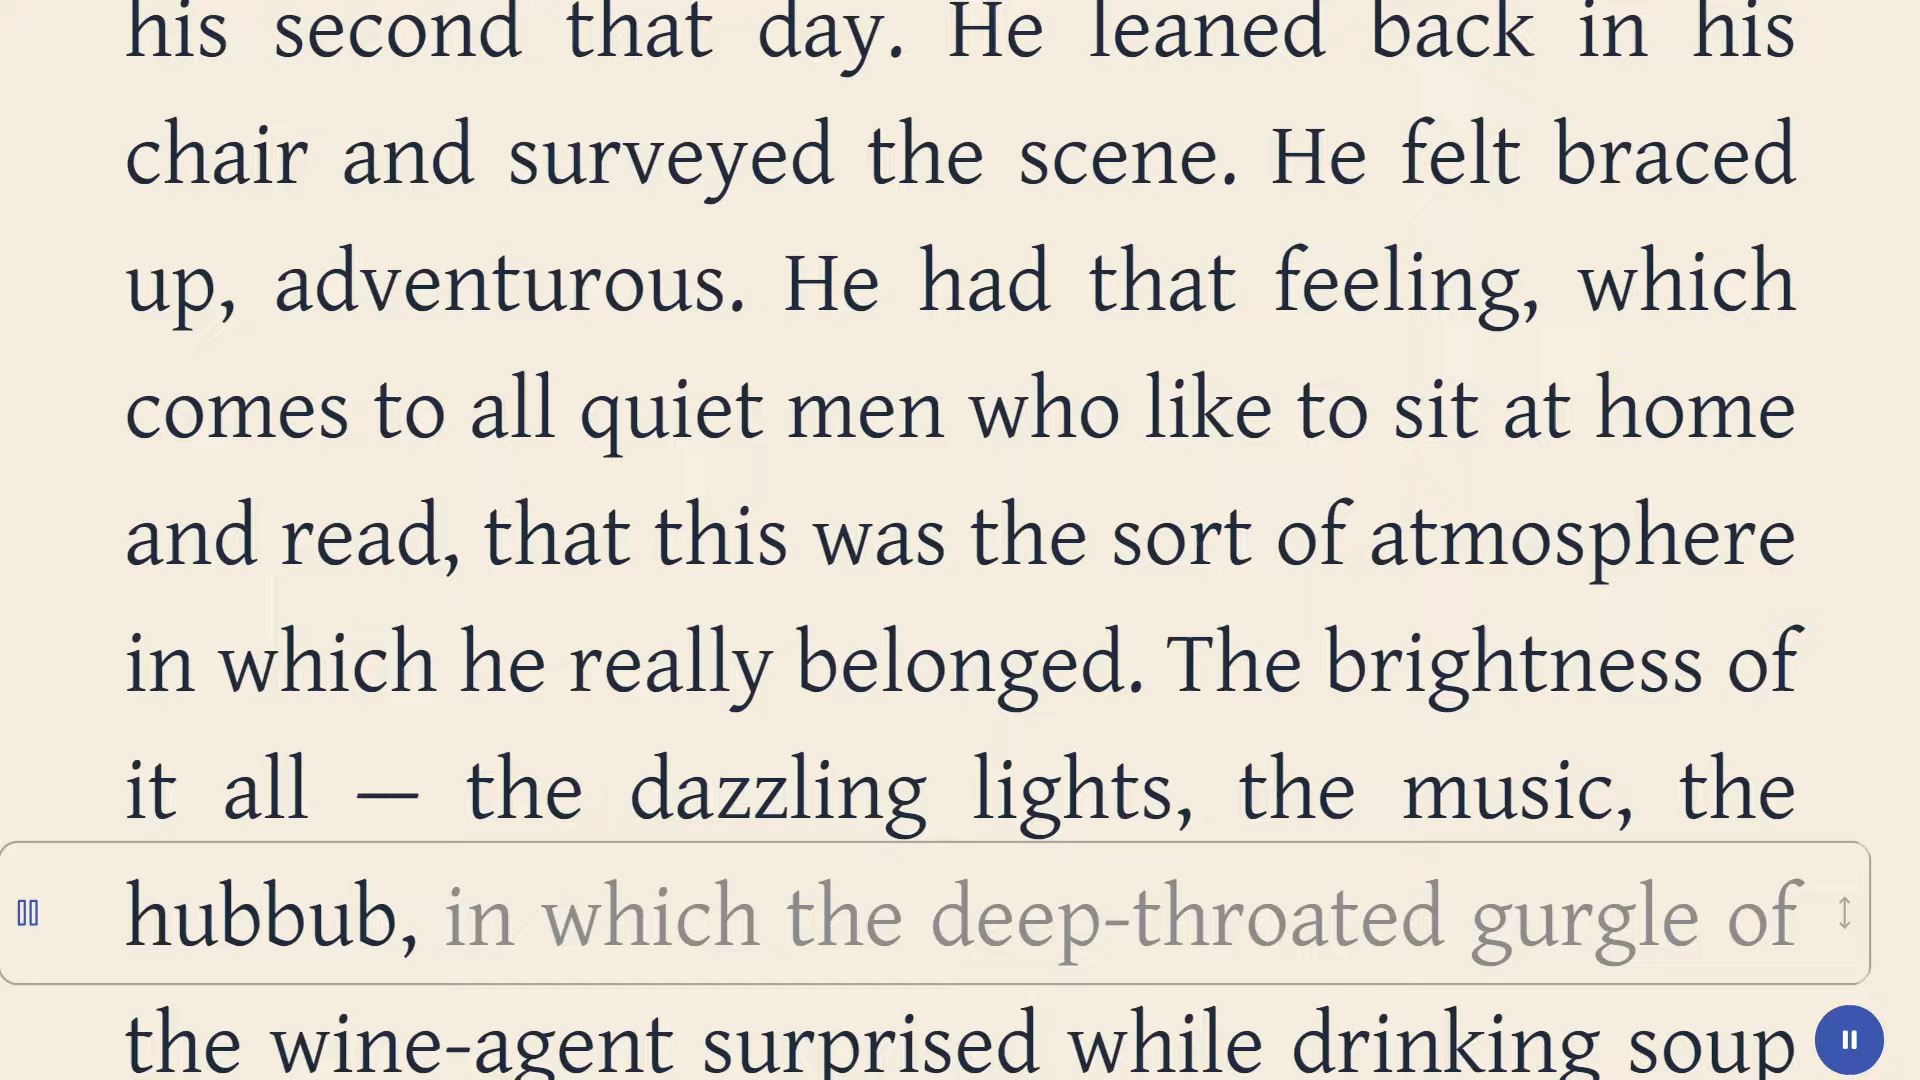 his second that day. He leaned back in his
chair and surveyed the scene. He felt braced
up, adventurous. He had that feeling, which
comes to all quiet men who like to sit at home
and read, that this was the sort of atmosphere
in which he really belonged. The brightness of
it all — the dazzling lights, the music, the
hubbub, in which the deep-throated gurgle of
the wine-agent surprised while drinking soup